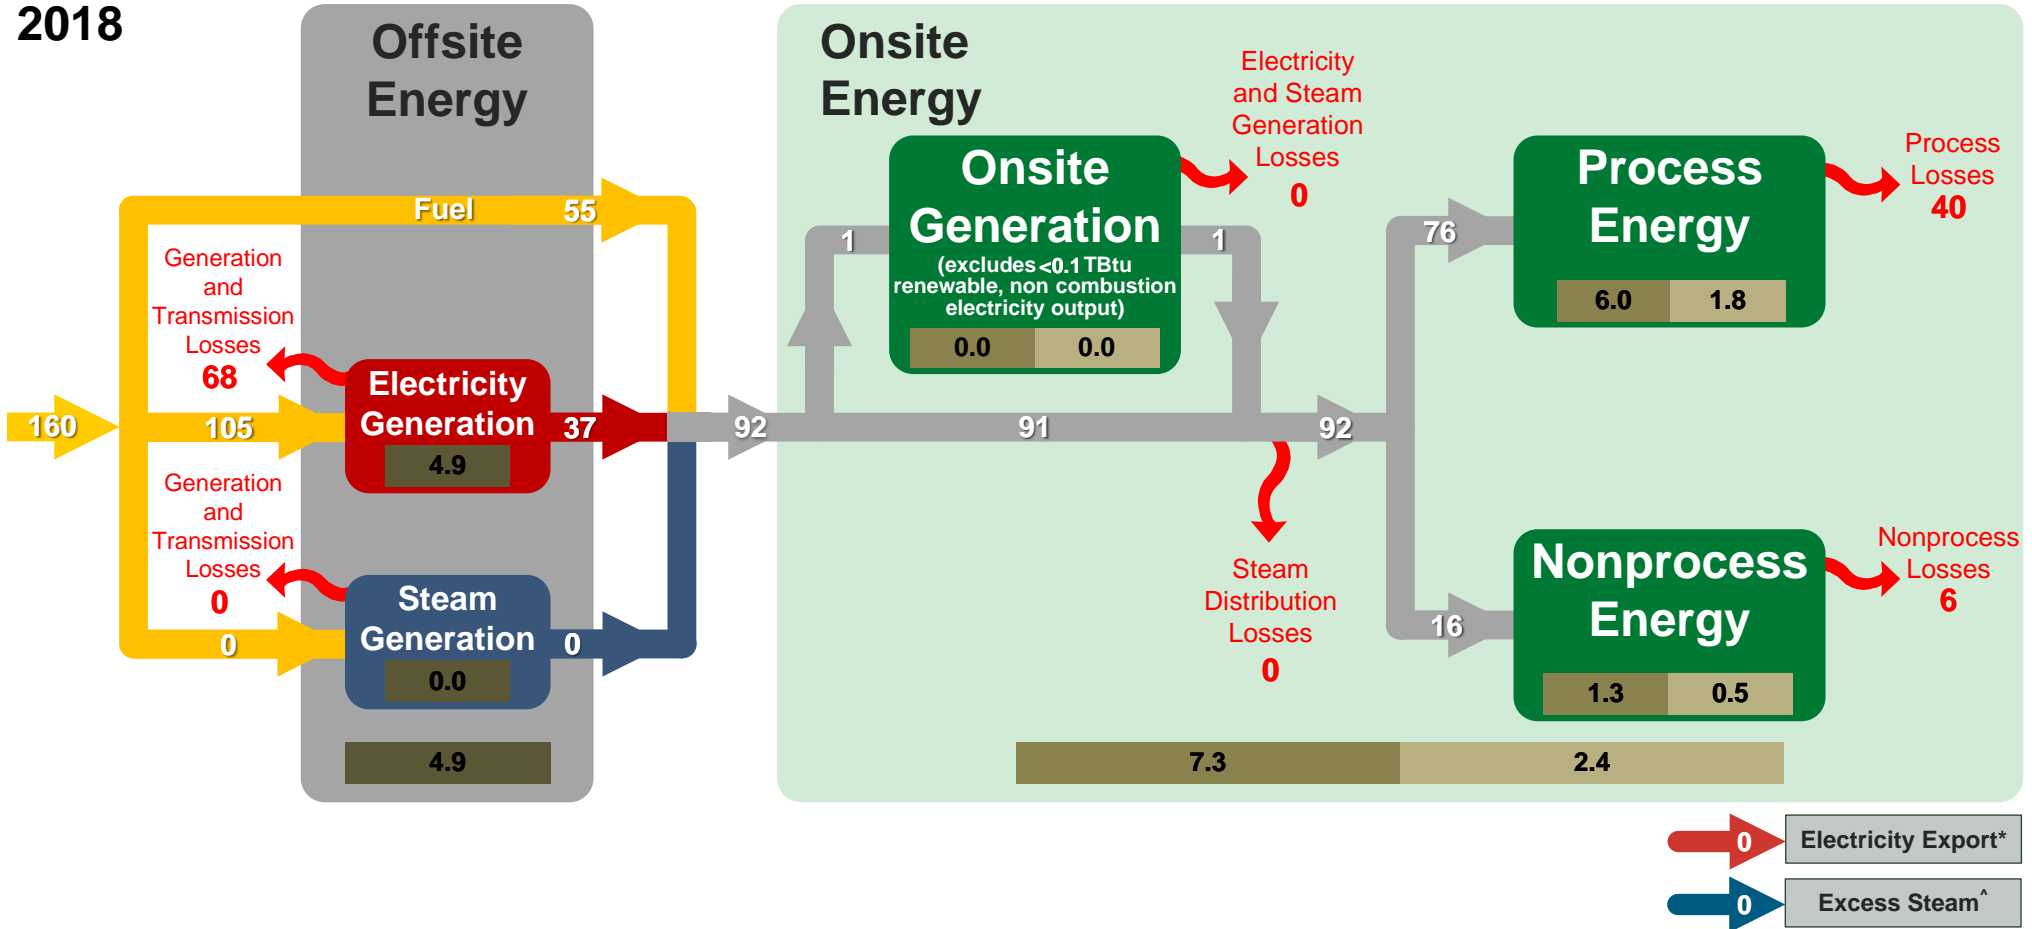 2018
Offsite
Energy
Onsite
Energy
Fuel
55
Generation
and
Transmission
Losses
68
160
105
Electricity
Generation
4.9
37
Generation
and
Transmission
Losses
0
0
Steam
Generation
0.0
0
4.9
92
1
Onsite
Generation
(excludes <0.1 TBtu
renewable, non combustion
electricity output)
0.0 0.0
1
Electricity
and Steam
Generation
Losses
0
91
92
Steam
Distribution
Losses
0
76
Process
Energy
6.0 1.8
Process
Losses
40
16
Nonprocess
Energy
1.3 0.5
Nonprocess
Losses
6
7.3 2.4
0 Electricity Export*
0 Excess Steam^